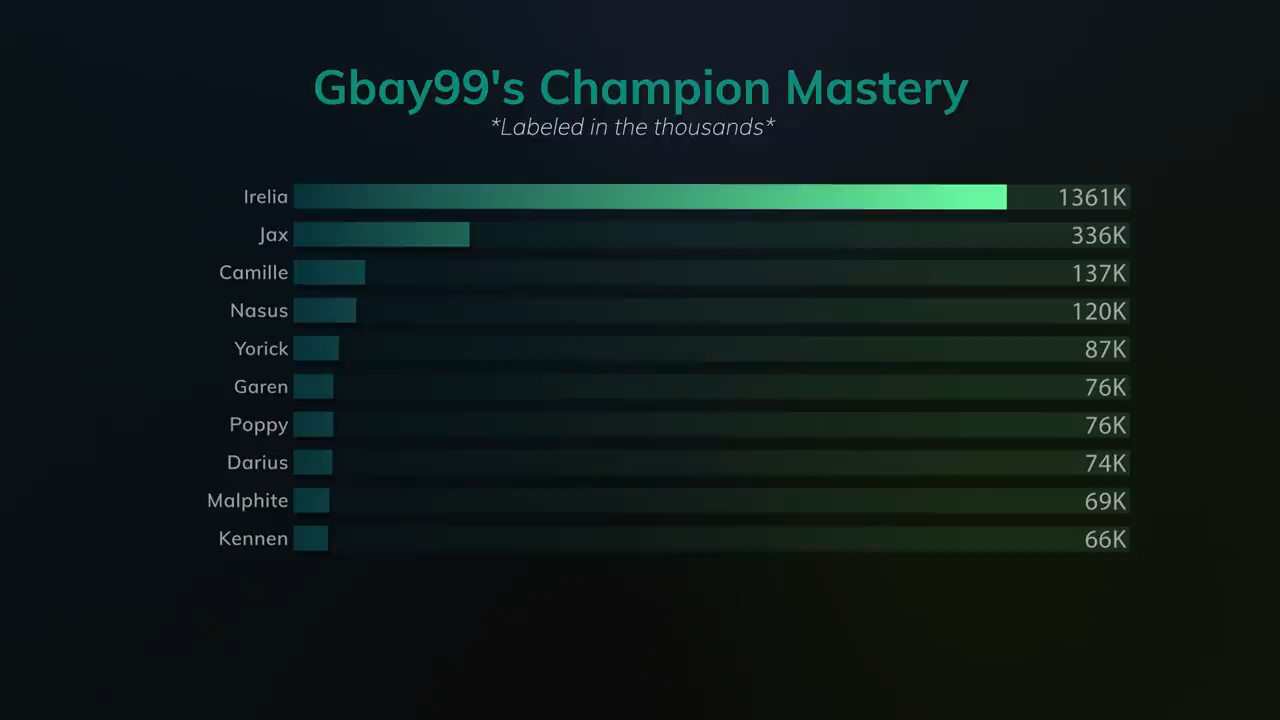 Gbay99's Champion Mastery
*Labeled in the thousands*
Irelia 1361K
Jax 336K
Camille 137K
Nasus 120K
Yorick 87K
Garen 76K
Poppy 76K
Darius 74K
Malphite 69K
Kennen 66K